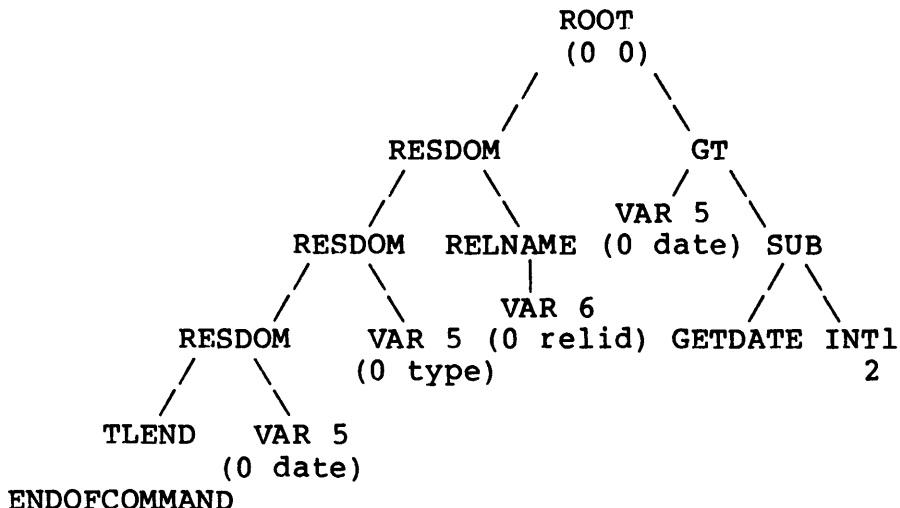 ROOT
(0 0)
RESDOM GT
VAR 5
RESDOM RELNAME (0 date) SUB
VAR 6
RESDOM VAR 5 (0 relid) GETDATE INT1
(0 type) 2
TLEND VAR 5
(0 date)
ENDOFCOMMAND